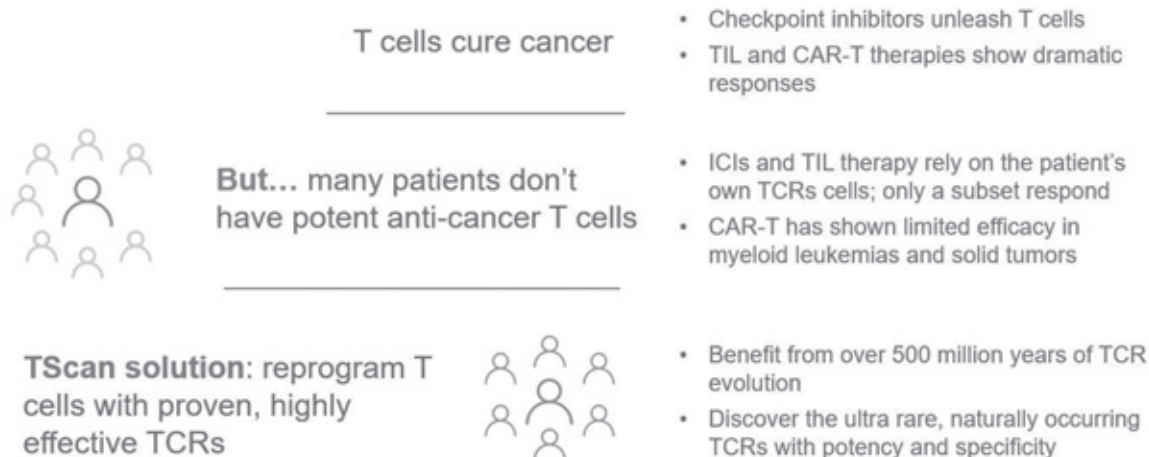 T cells cure cancer
• Checkpoint inhibitors unleash T cells
• TIL and CAR-T therapies show dramatic
responses
But... many patients don't
have potent anti-cancer T cells
• ICIs and TIL therapy rely on the patient's
own TCRs cells; only a subset respond
• CAR-T has shown limited efficacy in
myeloid leukemias and solid tumors
TScan solution: reprogram T
cells with proven, highly
effective TCRs
• Benefit from over 500 million years of TCR
evolution
• Discover the ultra rare, naturally occurring
TCRs with potency and specificity